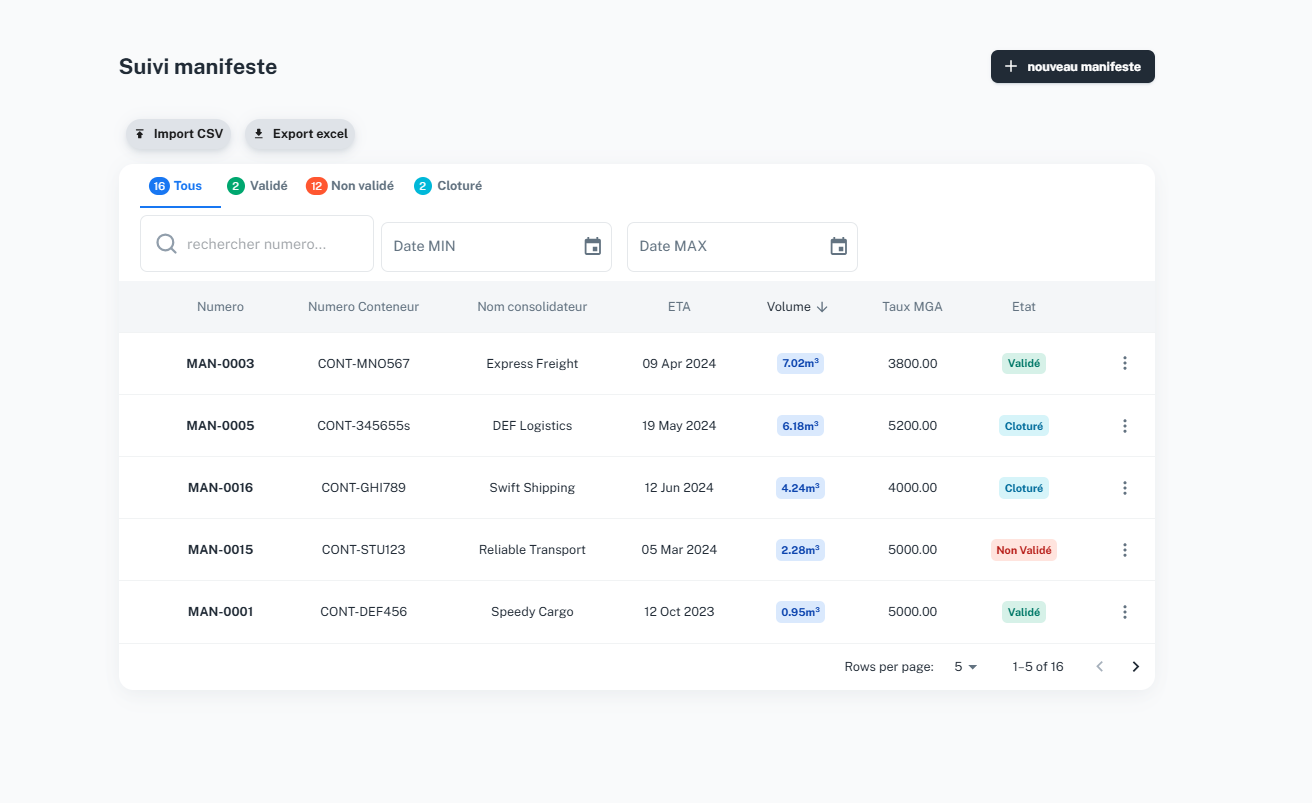 Suivi manifeste
nouveau manifeste
Import CSV Export excel
16 Tous 2 Validé 12 Non validé 2 Cloturé
rechercher numero... Date MIN Date MAX
Numero Numero Conteneur Nom consolidateur ETA Volume Taux MGA Etat
MAN-0003 CONT-MNO567 Express Freight 09 Apr 2024 7.02m³ 3800.00 Validé
MAN-0005 CONT-345655s DEF Logistics 19 May 2024 6.18m³ 5200.00 Cloturé
MAN-0016 CONT-GHI789 Swift Shipping 12 Jun 2024 4.24m³ 4000.00 Cloturé
MAN-0015 CONT-STU123 Reliable Transport 05 Mar 2024 2.28m³ 5000.00 Non Validé
MAN-0001 CONT-DEF456 Speedy Cargo 12 Oct 2023 0.95m³ 5000.00 Validé
Rows per page: 5 1–5 of 16